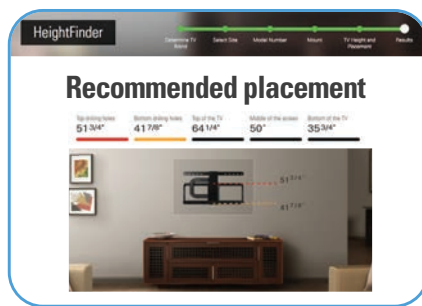 HeightFinder
Determine TV Brand
Select Size
Model Number
Mount
TV Height and Placement
Results
Recommended placement
Top drilling holes
51 3/4"
Bottom drilling holes
41 7/8"
Top of the TV
64 1/4"
Middle of the screen
50"
Bottom of the TV
35 3/4"
51 3/4"
41 7/8"